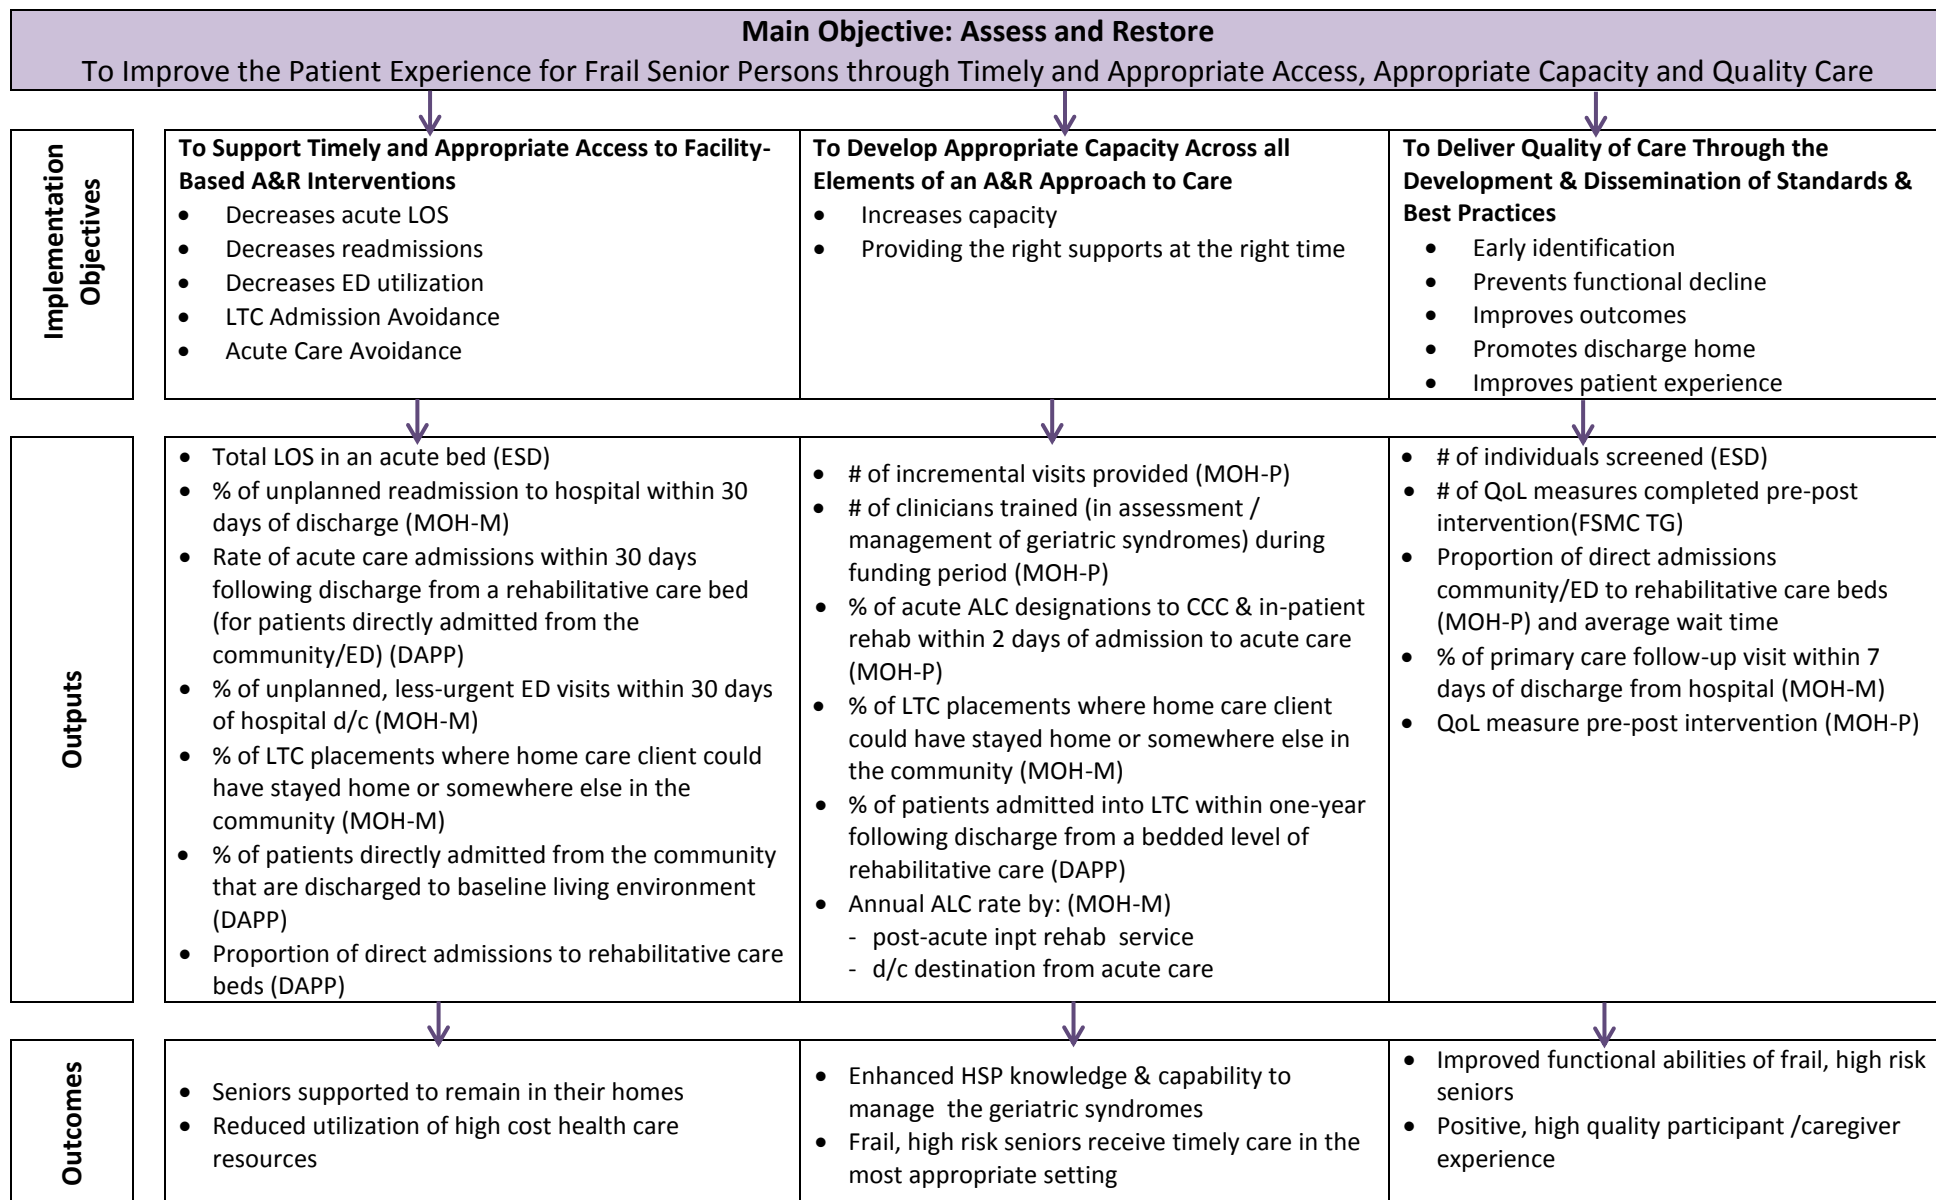 Main Objective: Assess and Restore
To Improve the Patient Experience for Frail Senior Persons through Timely and Appropriate Access, Appropriate Capacity and Quality Care
Implementation
Objectives
To Support Timely and Appropriate Access to Facility-
Based A&R Interventions
• Decreases acute LOS
• Decreases readmissions
• Decreases ED utilization
• LTC Admission Avoidance
• Acute Care Avoidance
To Develop Appropriate Capacity Across all
Elements of an A&R Approach to Care
• Increases capacity
• Providing the right supports at the right time
To Deliver Quality of Care Through the
Development & Dissemination of Standards &
Best Practices
• Early identification
• Prevents functional decline
• Improves outcomes
• Promotes discharge home
• Improves patient experience
Outputs
• Total LOS in an acute bed (ESD)
• % of unplanned readmission to hospital within 30
days of discharge (MOH-M)
• Rate of acute care admissions within 30 days
following discharge from a rehabilitative care bed
(for patients directly admitted from the
community/ED) (DAPP)
• % of unplanned, less-urgent ED visits within 30 days
of hospital d/c (MOH-M)
• % of LTC placements where home care client could
have stayed home or somewhere else in the
community (MOH-M)
• % of patients directly admitted from the community
that are discharged to baseline living environment
(DAPP)
• Proportion of direct admissions to rehabilitative care
beds (DAPP)
• # of incremental visits provided (MOH-P)
• # of clinicians trained (in assessment /
management of geriatric syndromes) during
funding period (MOH-P)
• % of acute ALC designations to CCC & in-patient
rehab within 2 days of admission to acute care
(MOH-P)
• % of LTC placements where home care client
could have stayed home or somewhere else in
the community (MOH-M)
• % of patients admitted into LTC within one-year
following discharge from a bedded level of
rehabilitative care (DAPP)
• Annual ALC rate by: (MOH-M)
- post-acute inpt rehab service
- d/c destination from acute care
• # of individuals screened (ESD)
• # of QoL measures completed pre-post
intervention(FSMC TG)
• Proportion of direct admissions
community/ED to rehabilitative care beds
(MOH-P) and average wait time
• % of primary care follow-up visit within 7
days of discharge from hospital (MOH-M)
• QoL measure pre-post intervention (MOH-P)
Outcomes
• Seniors supported to remain in their homes
• Reduced utilization of high cost health care
resources
• Enhanced HSP knowledge & capability to
manage the geriatric syndromes
• Frail, high risk seniors receive timely care in the
most appropriate setting
• Improved functional abilities of frail, high risk
seniors
• Positive, high quality participant /caregiver
experience